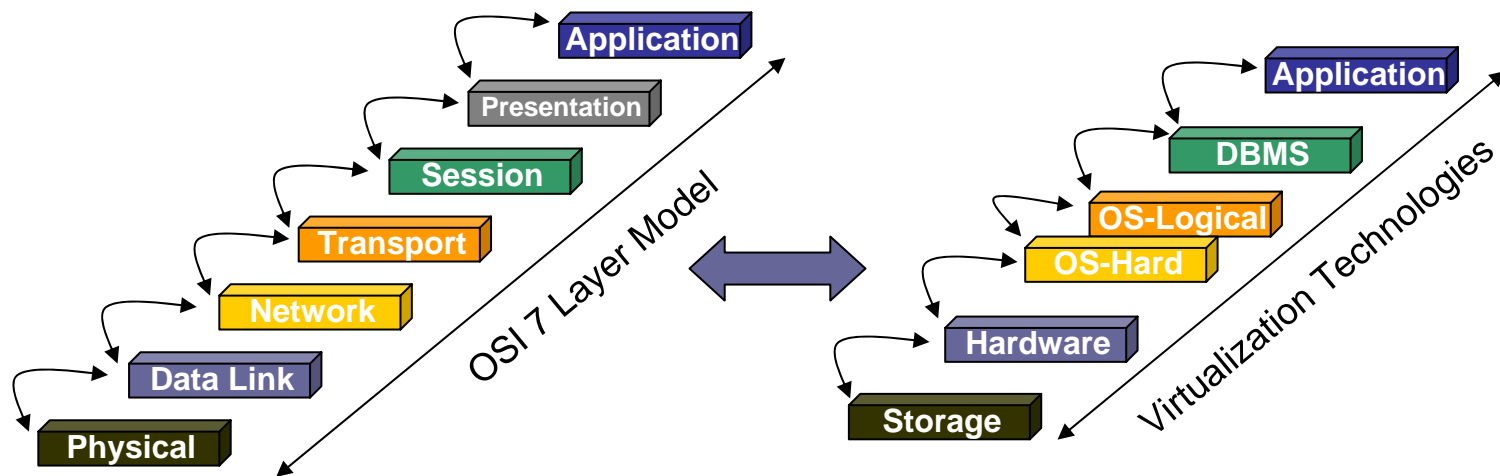 Application
Presentation
Session
Transport
Network
Data Link
Physical
OSI 7 Layer Model
Application
DBMS
OS-Logical
OS-Hard
Hardware
Storage
Virtualization Technologies